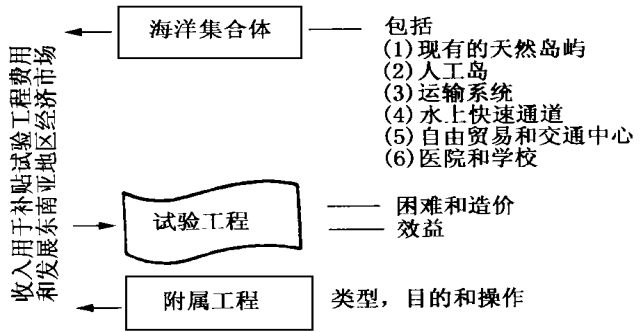 收入用于补贴试验工程费用
和发展东南亚地区经济市场
海洋集合体
包括
(1)现有的天然岛屿
(2)人工岛
(3)运输系统
(4)水上快速通道
(5)自由贸易和交通中心
(6)医院和学校
试验工程
困难和造价
效益
附属工程
类型，目的和操作